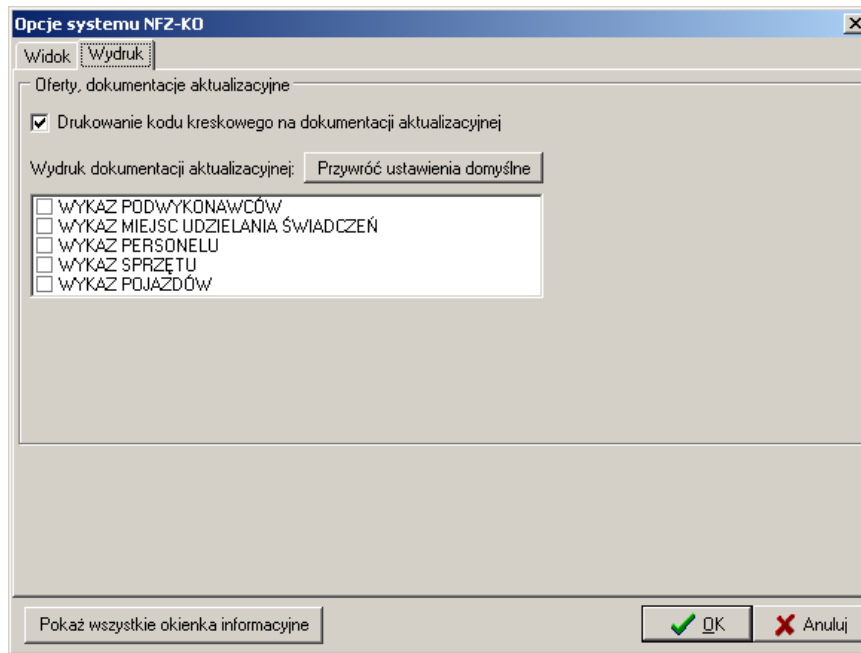 Opcje systemu NFZ-KO
Widok Wydruk
Oferty, dokumentacje aktualizacyjne
Drukowanie kodu kreskowego na dokumentacji aktualizacyjnej
Wydruk dokumentacji aktualizacyjnej: Przywróć ustawienia domyślne
WYKAZ PODWYKONAWCÓW
WYKAZ MIEJSC UDZIELANIA ŚWIADCZEŃ
WYKAZ PERSONELU
WYKAZ SPRZĘTU
WYKAZ POJAZDÓW
Pokaż wszystkie okienka informacyjne OK Anuluj